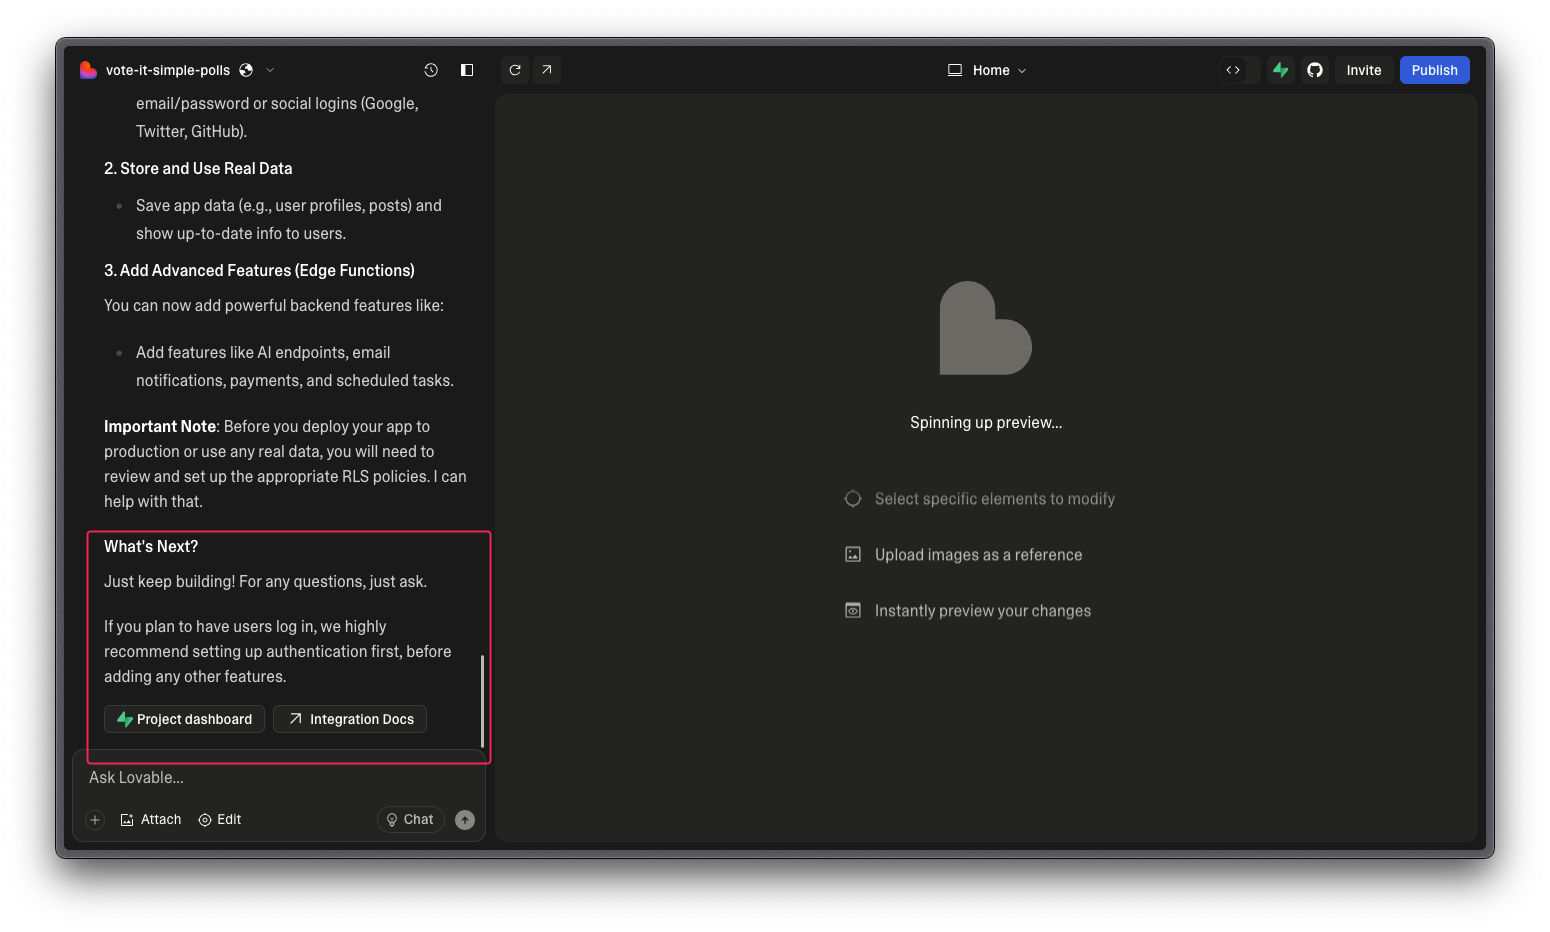 vote-it-simple-polls
Home
Invite
Publish
email/password or social logins (Google,
Twitter, GitHub).
2. Store and Use Real Data
Save app data (e.g., user profiles, posts) and
show up-to-date info to users.
3. Add Advanced Features (Edge Functions)
You can now add powerful backend features like:
Add features like AI endpoints, email
notifications, payments, and scheduled tasks.
Important Note: Before you deploy your app to
production or use any real data, you will need to
review and set up the appropriate RLS policies. I can
help with that.
What's Next?
Just keep building! For any questions, just ask.
If you plan to have users log in, we highly
recommend setting up authentication first, before
adding any other features.
Project dashboard
Integration Docs
Ask Lovable...
Attach
Edit
Chat
Spinning up preview...
Select specific elements to modify
Upload images as a reference
Instantly preview your changes